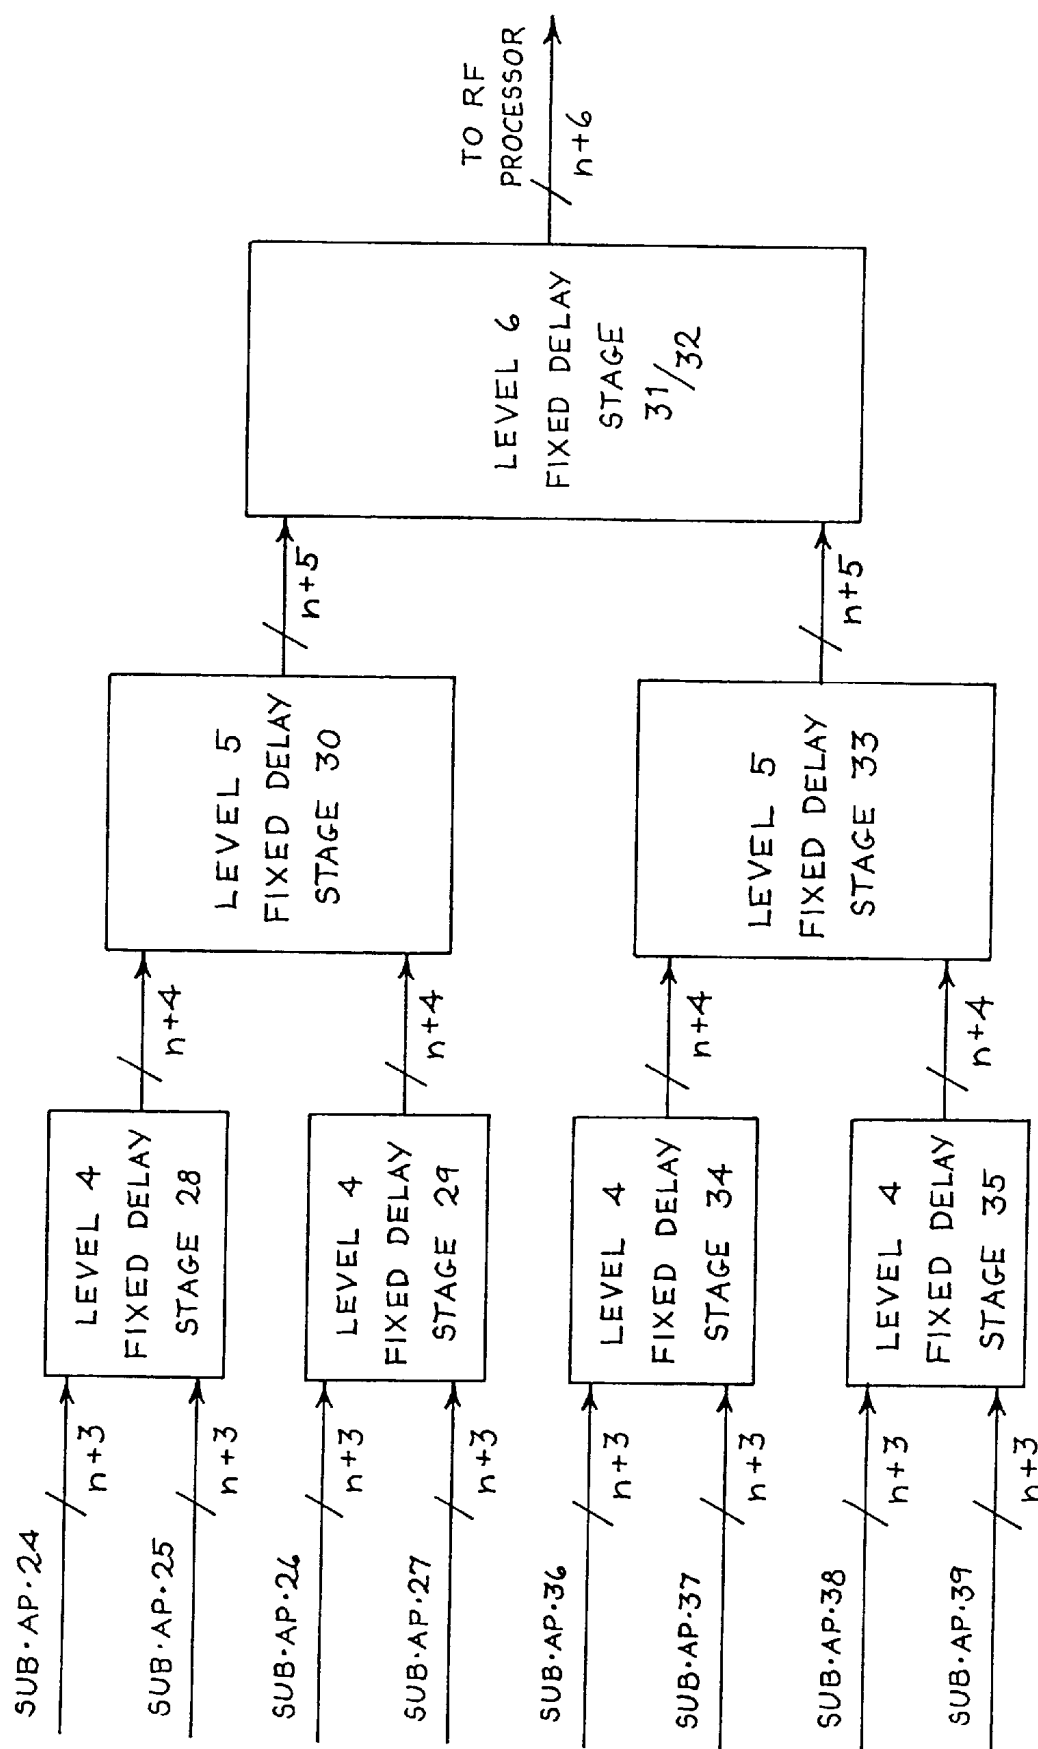 SUB·AP·24
n+3
SUB·AP·25
n+3
LEVEL 4
FIXED DELAY
STAGE 28
n+4
SUB·AP·26
n+3
SUB·AP·27
n+3
LEVEL 4
FIXED DELAY
STAGE 29
n+4
LEVEL 5
FIXED DELAY
STAGE 30
n+5
SUB·AP·36
n+3
SUB·AP·37
n+3
LEVEL 4
FIXED DELAY
STAGE 34
n+4
SUB·AP·38
n+3
SUB·AP·39
n+3
LEVEL 4
FIXED DELAY
STAGE 35
n+4
LEVEL 5
FIXED DELAY
STAGE 33
n+5
LEVEL 6
FIXED DELAY
STAGE
31/32
TO RF
PROCESSOR
n+6